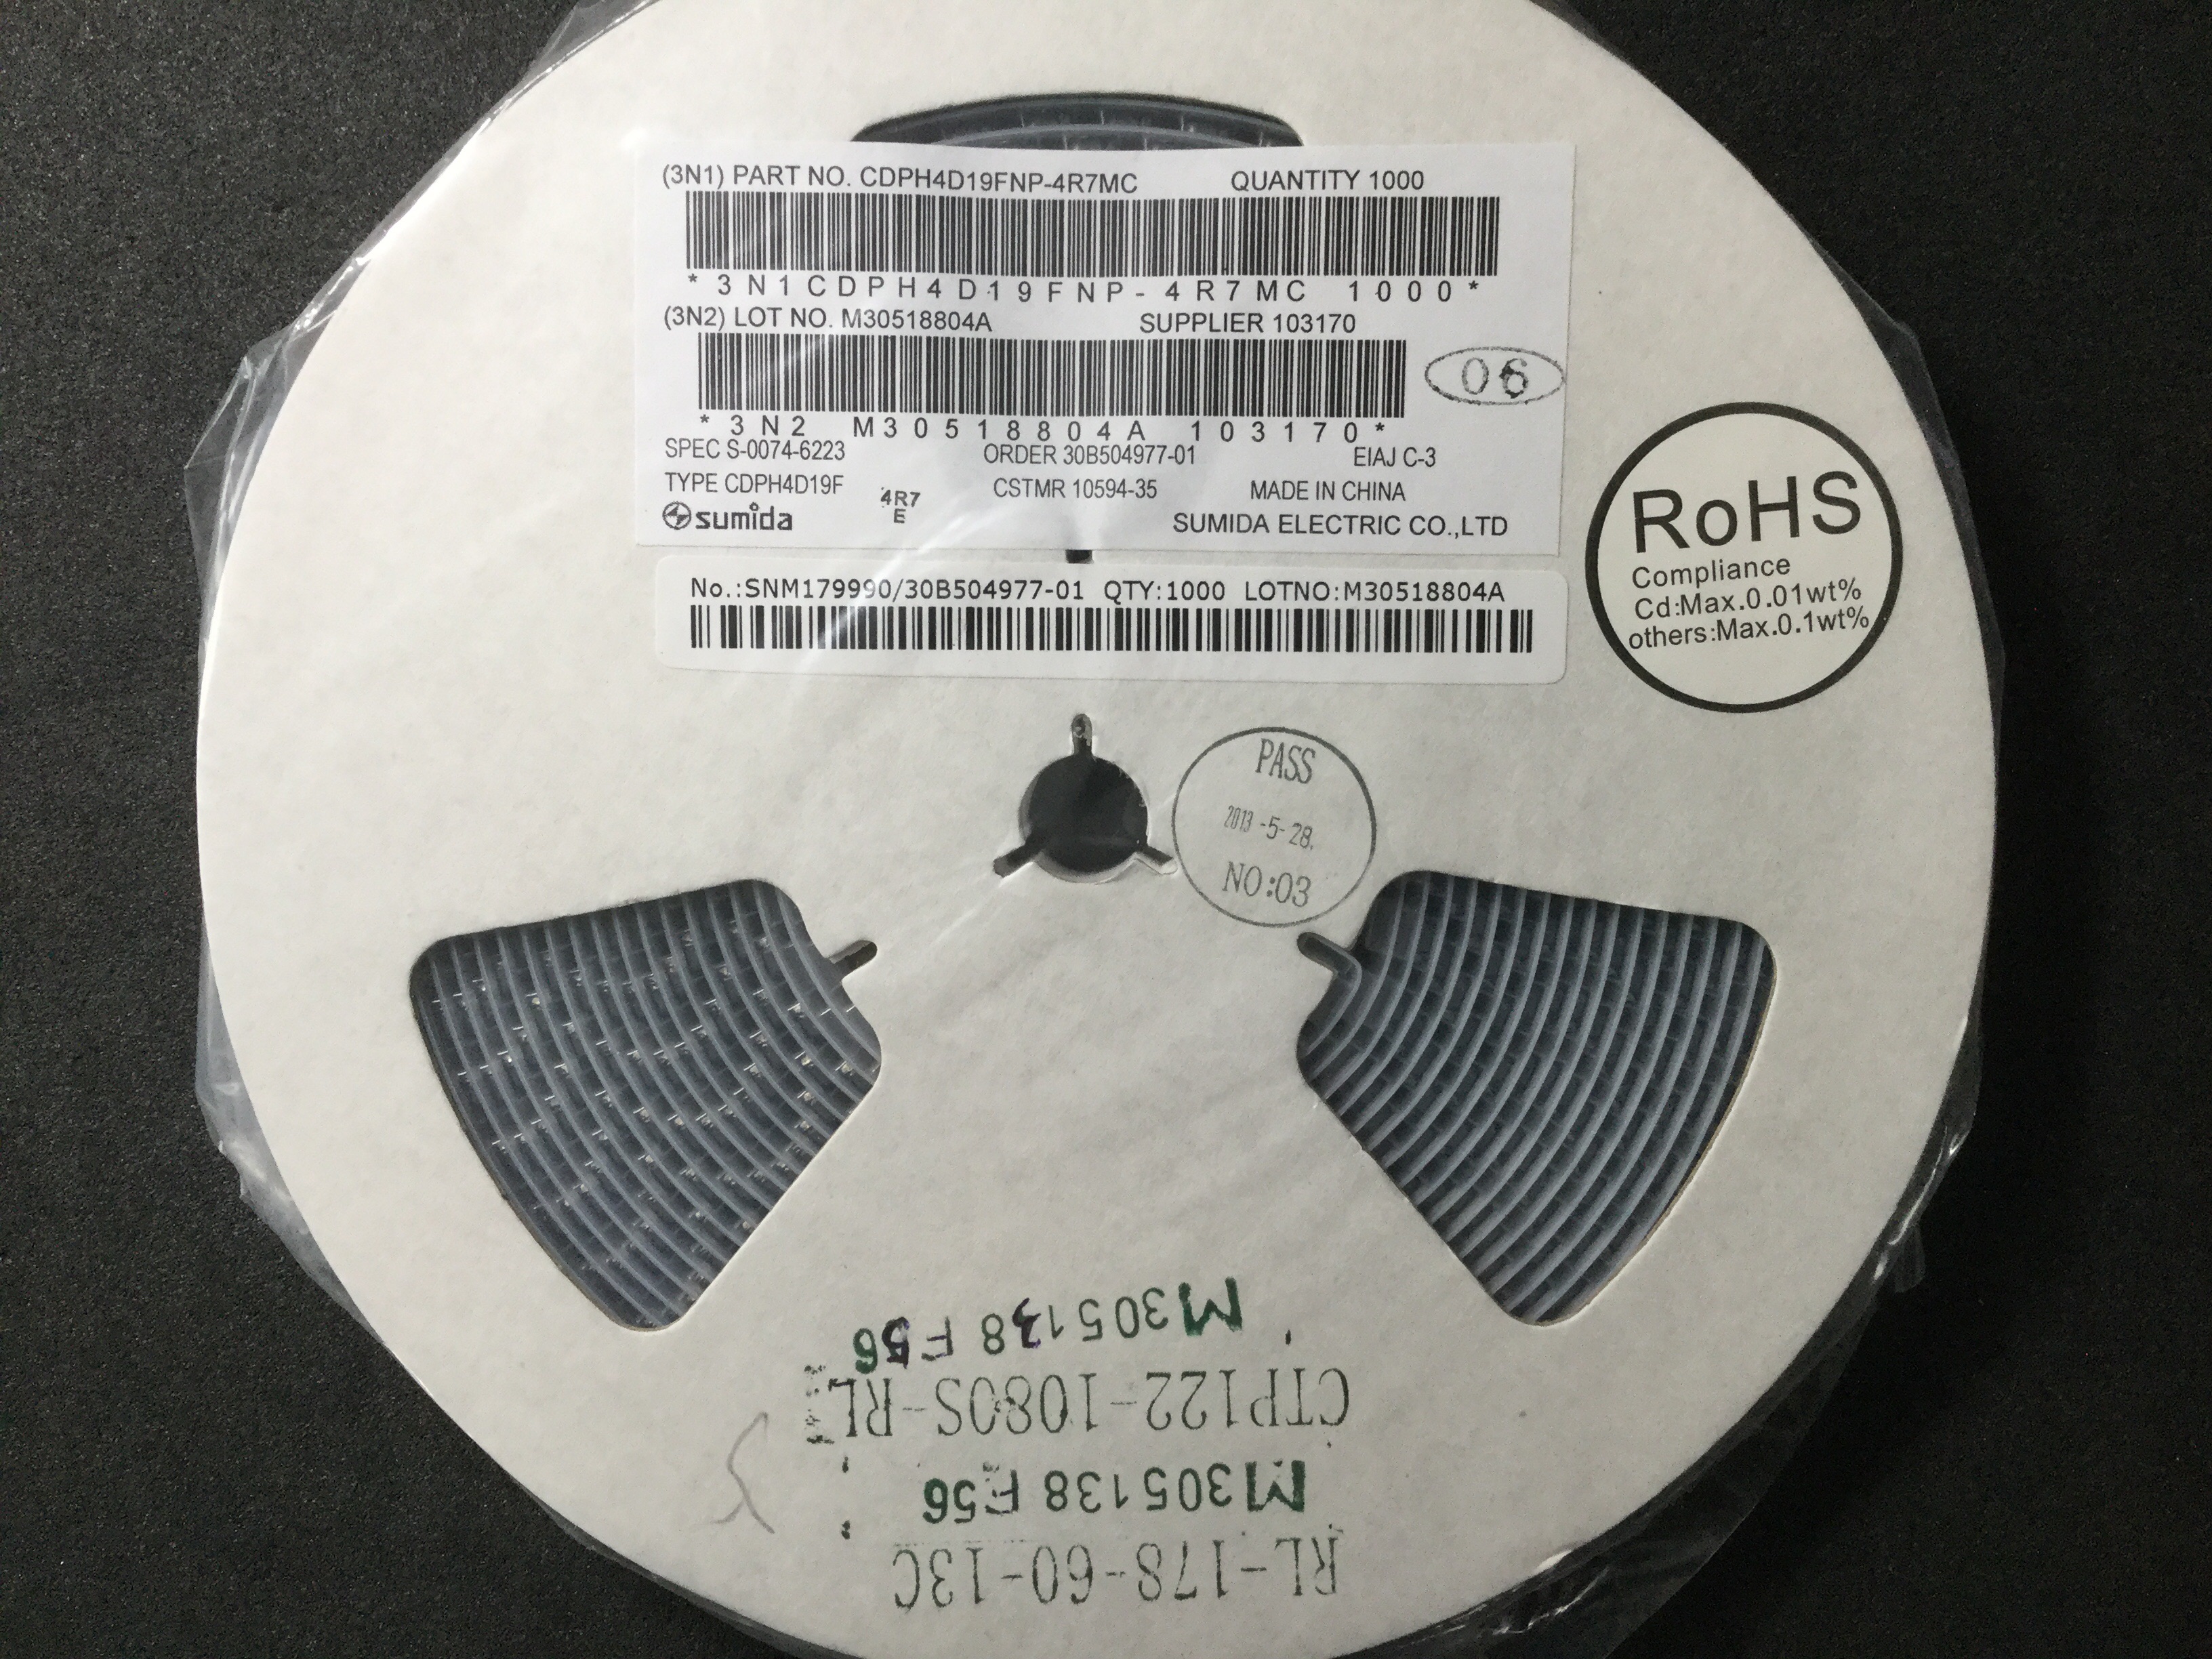 (3N1) PART NO. CDPH4D19FNP-4R7MC QUANTITY 1000
*3N1CDPH4D19FNP-4R7MC 1000*
(3N2) LOT NO. M30518804A SUPPLIER 103170
06
*3N2 M30518804A 103170*
SPEC S-0074-6223 ORDER 30B504977-01 EIAJ C-3
TYPE CDPH4D19F 4R7 CSTMR 10594-35 MADE IN CHINA
E
sumida SUMIDA ELECTRIC CO.,LTD
No.:SNM179990/30B504977-01 QTY:1000 LOTNO:M30518804A
RoHS
Compliance
Cd:Max.0.01wt%
others:Max.0.1wt%
PASS
2013-5-28.
NO:03
RL-178-60-13C
M305138 F56
CTP122-1080S-RL
M305138 F56